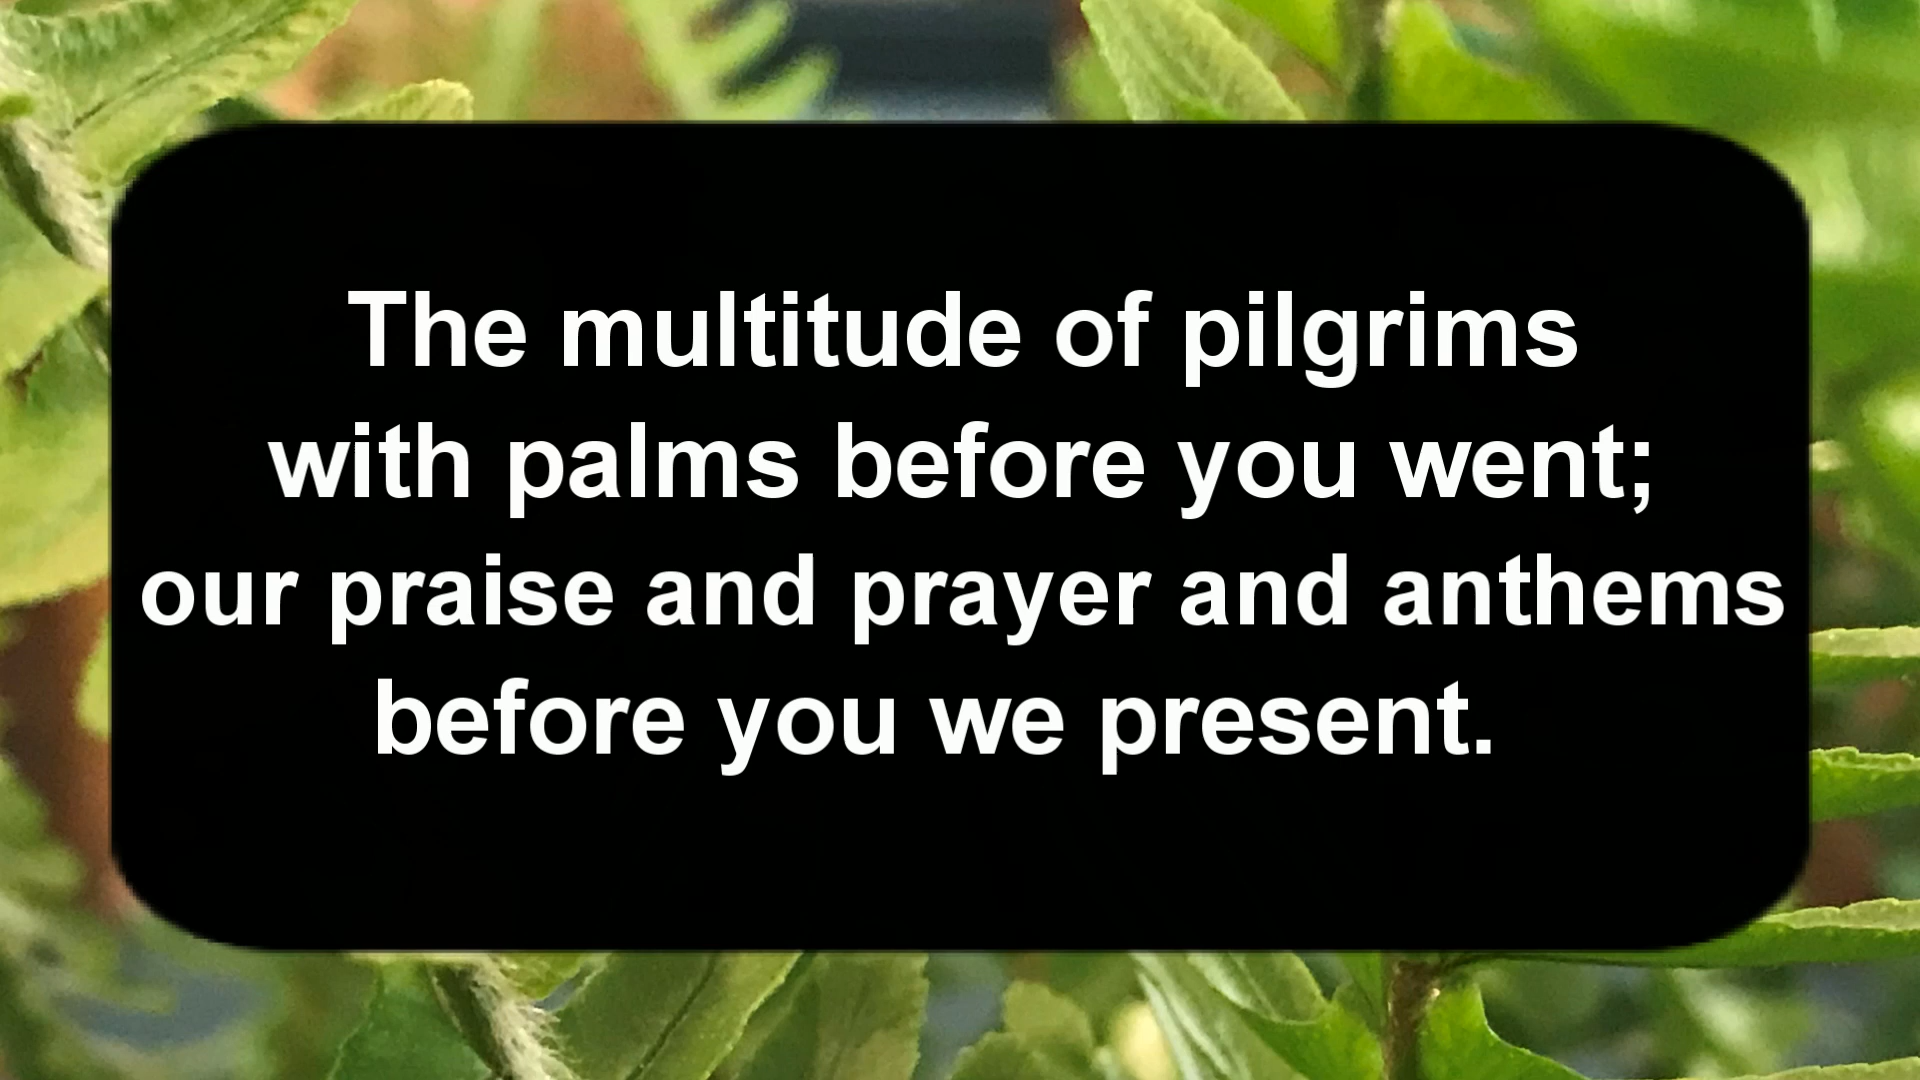 The multitude of pilgrims
with palms before you went;
our praise and prayer and anthems
before you we present.